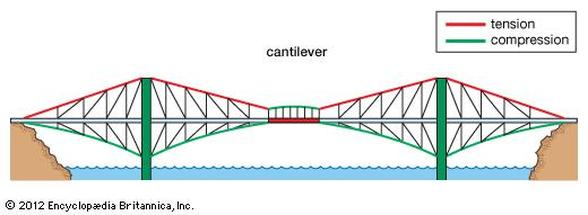 tension
compression
cantilever
© 2012 Encyclopædia Britannica, Inc.